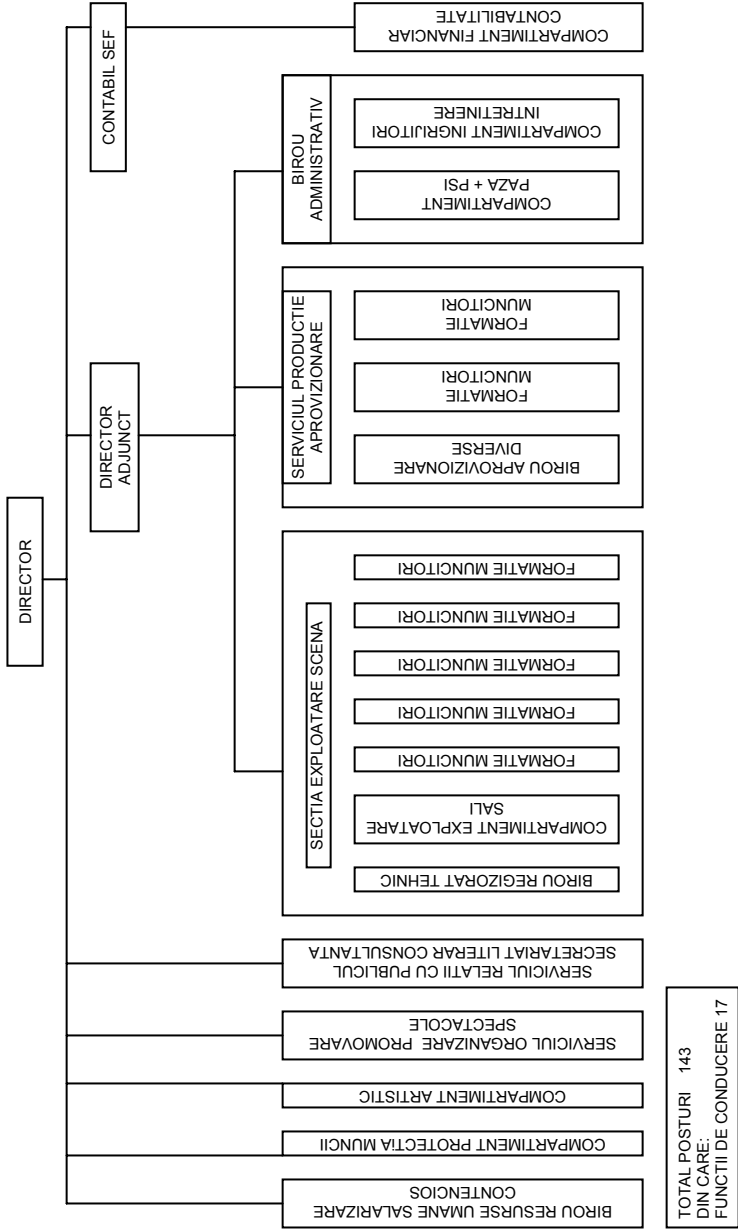 DIRECTOR
DIRECTOR
ADJUNCT
CONTABIL SEF
BIROU RESURSE UMANE SALARIZARE
CONTENCIOS
COMPARTIMENT PROTECTIA MUNCII
COMPARTIMENT ARTISTIC
SERVICIUL ORGANIZARE PROMOVARE
SPECTACOLE
SERVICIUL RELATII CU PUBLICUL
SECRETARIAT LITERAR CONSULTANTA
SECTIA EXPLOATARE SCENA
BIROU REGIZORAT TEHNIC
COMPARTIMENT EXPLOATARE
SALI
FORMATIE MUNCITORI
FORMATIE MUNCITORI
FORMATIE MUNCITORI
FORMATIE MUNCITORI
FORMATIE MUNCITORI
SERVICIUL PRODUCTIE
APROVIZIONARE
BIROU APROVIZIONARE
DIVERSE
FORMATIE
MUNCITORI
FORMATIE
MUNCITORI
BIROU
ADMINISTRATIV
COMPARTIMENT
PAZA + PSI
COMPARTIMENT INGRIJITORI
INTRETINERE
COMPARTIMENT FINANCIAR
CONTABILITATE
TOTAL POSTURI 143
DIN CARE:
FUNCTII DE CONDUCERE 17